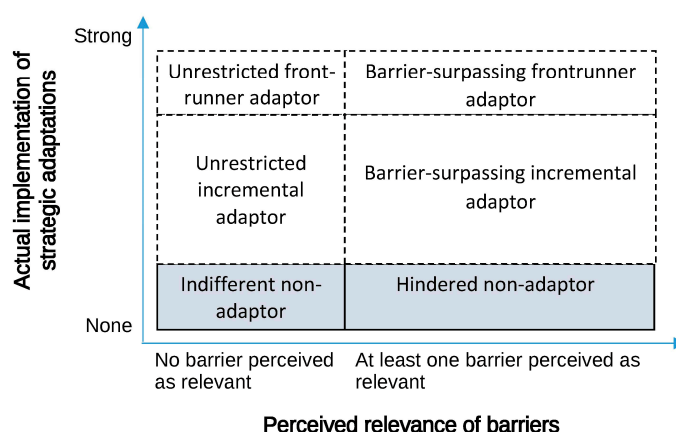 Strong
Actual implementation of
strategic adaptations
Unrestricted front-
runner adaptor
Barrier-surpassing frontrunner
adaptor
Unrestricted
incremental
adaptor
Barrier-surpassing incremental
adaptor
Indifferent non-
adaptor
Hindered non-adaptor
None
No barrier perceived
as relevant
At least one barrier perceived as
relevant
Perceived relevance of barriers